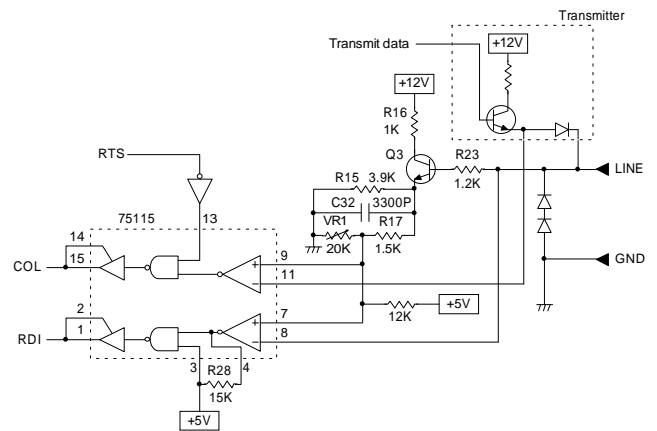 Transmitter
Transmit data
+12V
+12V
R16
1K
Q3
R23
1.2K
LINE
RTS
R15 3.9K
C32 3300P
VR1
20K
R17
1.5K
75115
13
14
15
COL
9
11
GND
12K
+5V
7
8
2
1
RDI
3
4
R28
15K
+5V